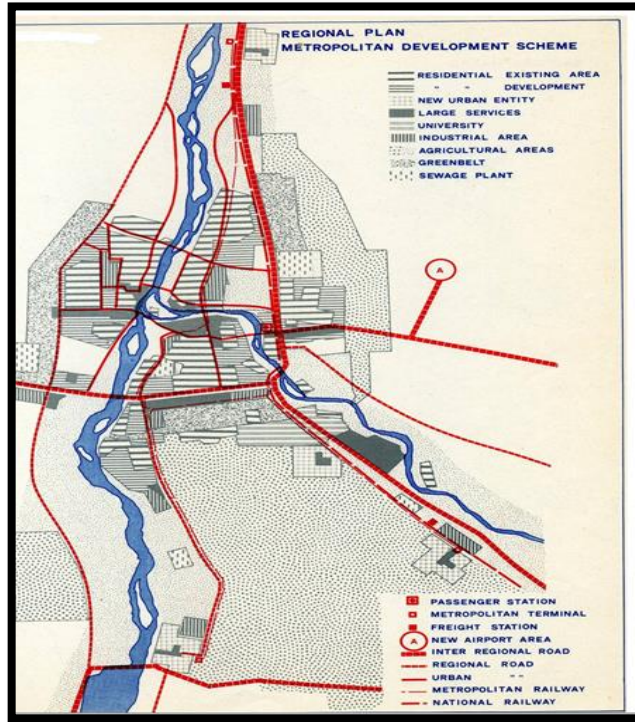 REGIONAL PLAN
METROPOLITAN DEVELOPMENT SCHEME
RESIDENTIAL EXISTING AREA
" " DEVELOPMENT
NEW URBAN ENTITY
LARGE SERVICES
UNIVERSITY
INDUSTRIAL AREA
AGRICULTURAL AREAS
GREENBELT
SEWAGE PLANT
A
PASSENGER STATION
METROPOLITAN TERMINAL
FREIGHT STATION
A NEW AIRPORT AREA
INTER REGIONAL ROAD
REGIONAL ROAD
URBAN " "
METROPOLITAN RAILWAY
NATIONAL RAILWAY